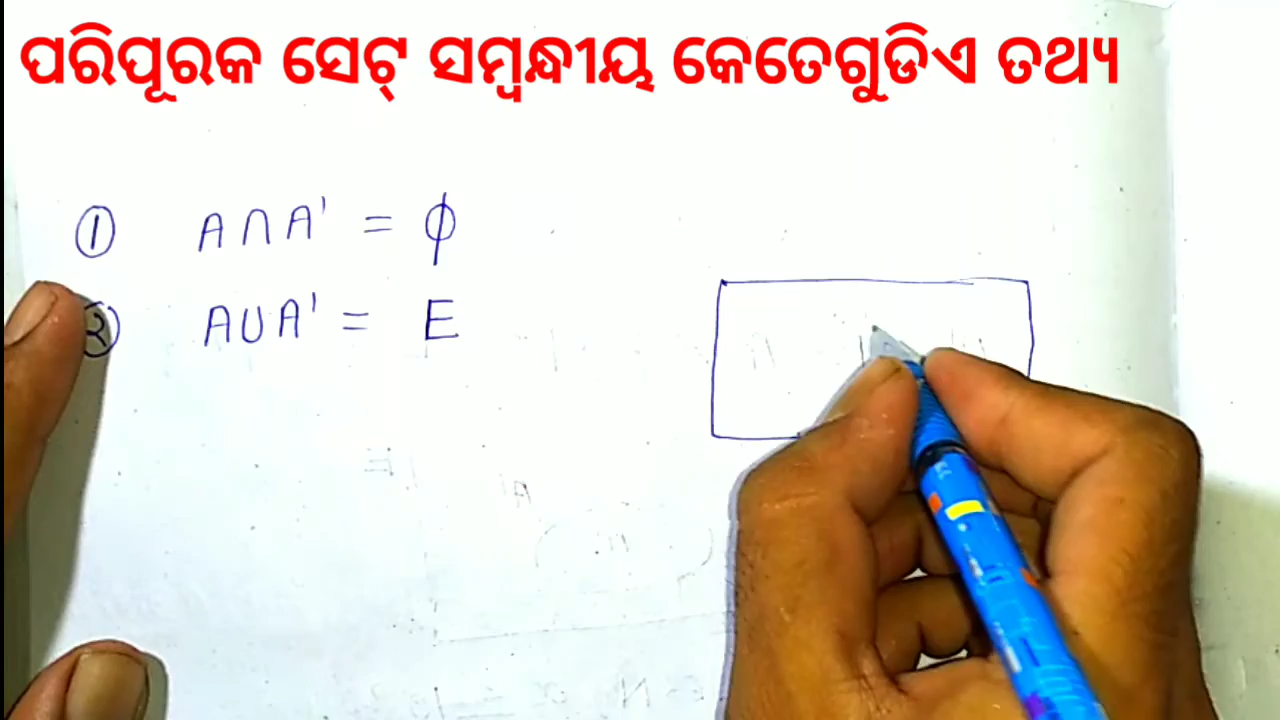 ପରିପୂରକ ସେଟ୍ ସମ୍ବନ୍ଧୀୟ କେତେଗୁଡିଏ ତଥ୍ୟ
① A∩A' = ϕ
② A∪A' = E